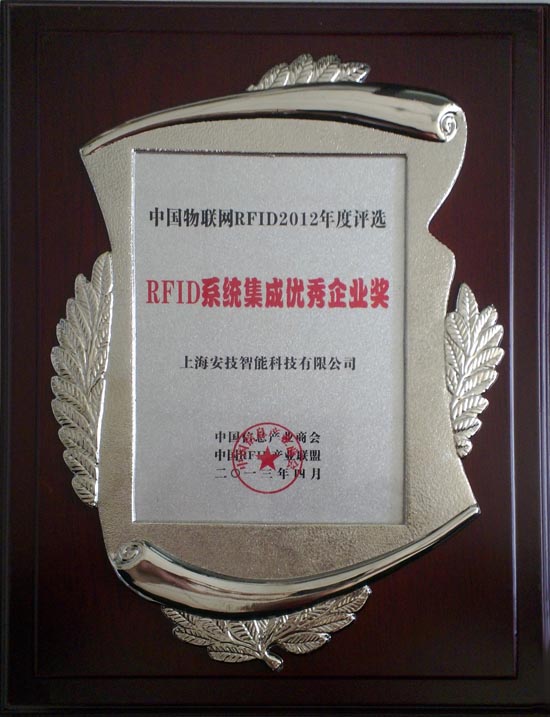 中国物联网RFID2012年度评选
RFID系统集成优秀企业奖
上海安技智能科技有限公司
中国信息产业商会
中国RFID产业联盟
二〇一三年四月